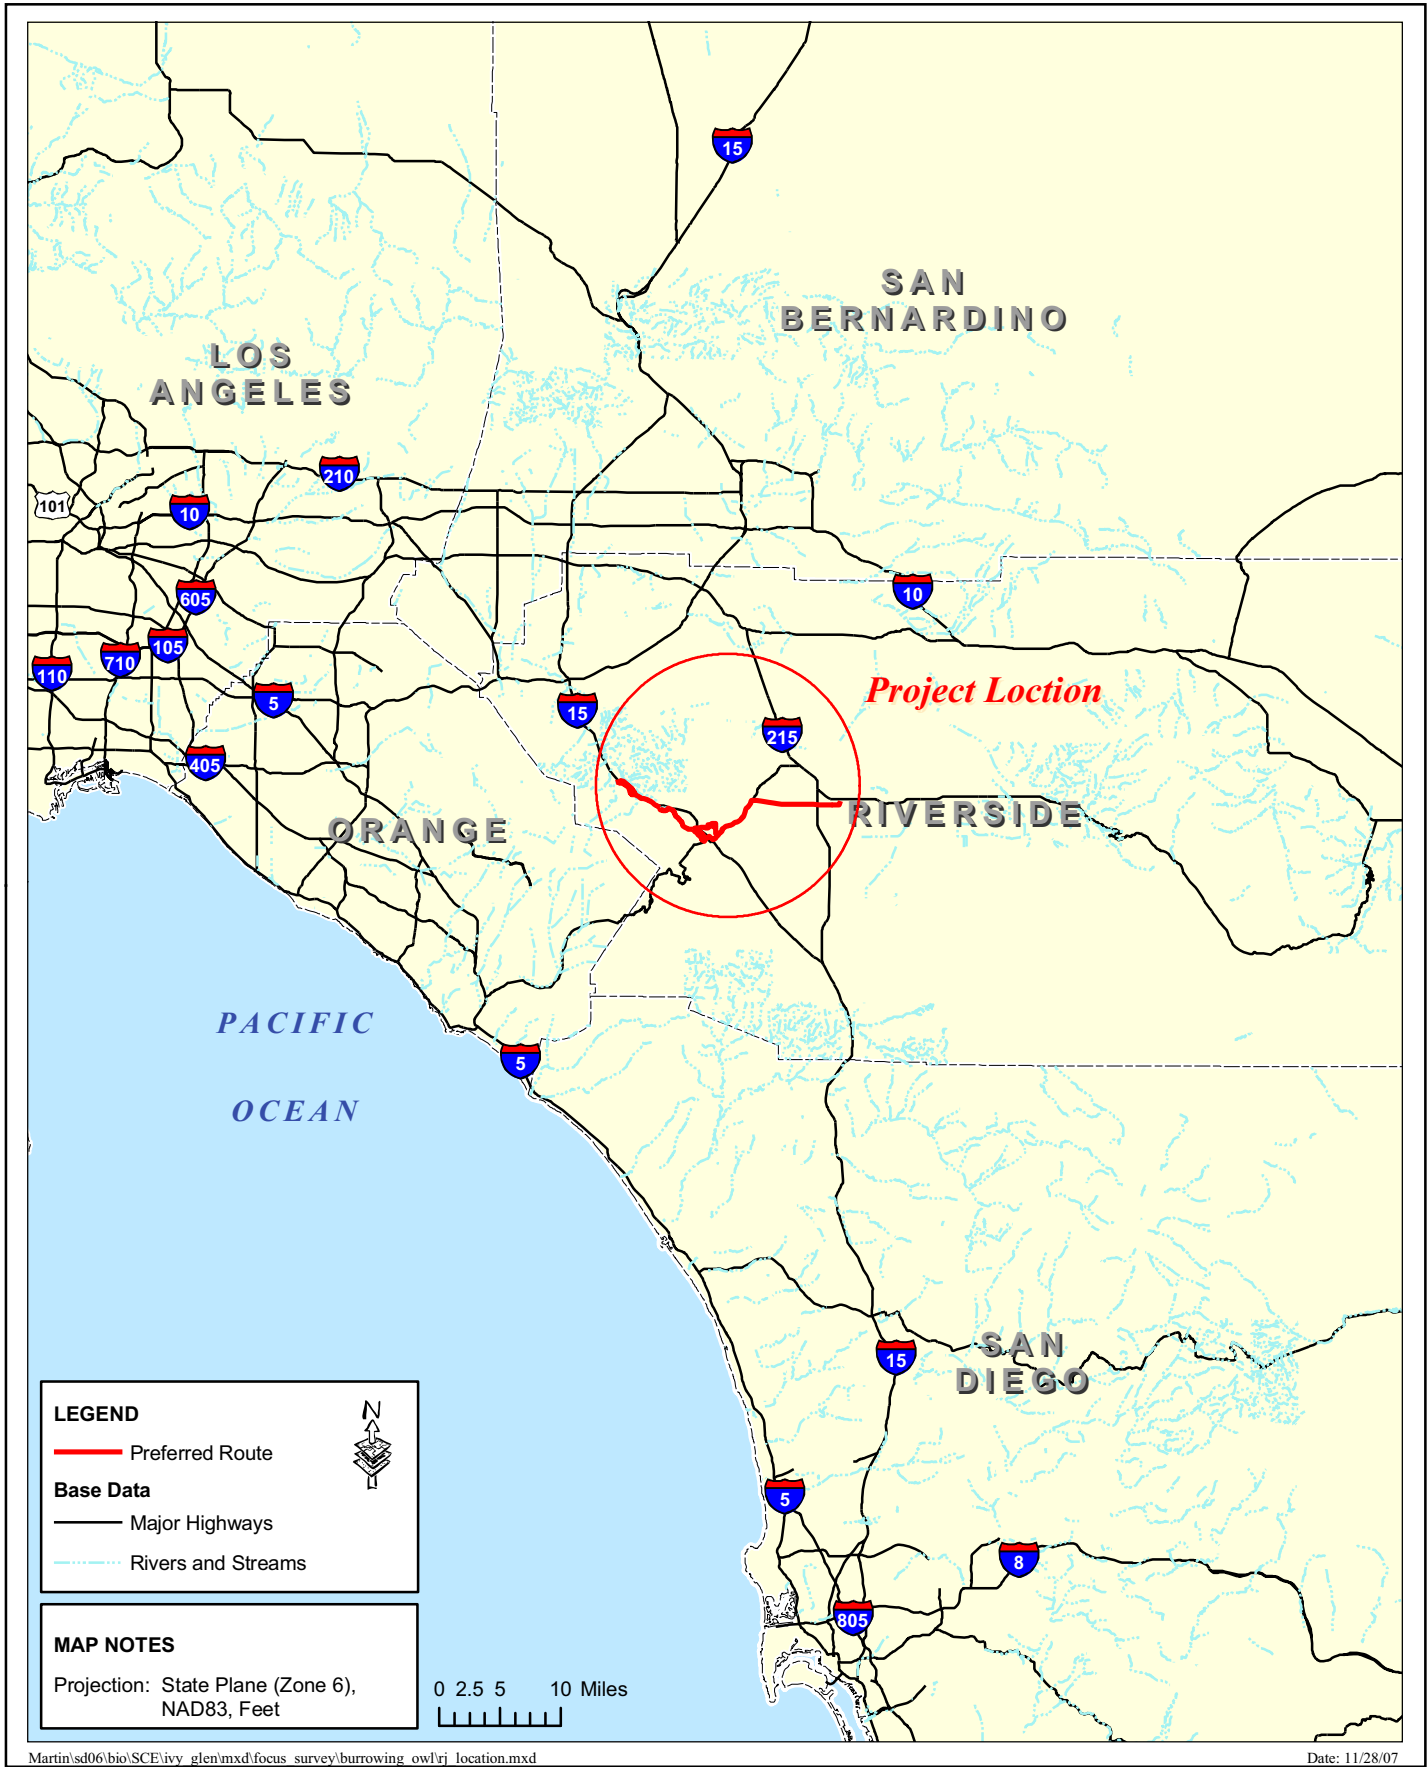 15
SAN
BERNARDINO
LOS
ANGELES
210
101
10
605
10
105
710
110
5
15
Project Loction
215
405
RIVERSIDE
ORANGE
PACIFIC
OCEAN
5
15
SAN
DIEGO
5
8
805
LEGEND
N
Preferred Route
Base Data
Major Highways
Rivers and Streams
MAP NOTES
Projection: State Plane (Zone 6),
NAD83, Feet
0 2.5 5 10 Miles
Martin\sd06\bio\SCE\ivy_glen\mxd\focus_survey\burrowing_owl\rj_location.mxd
Date: 11/28/07